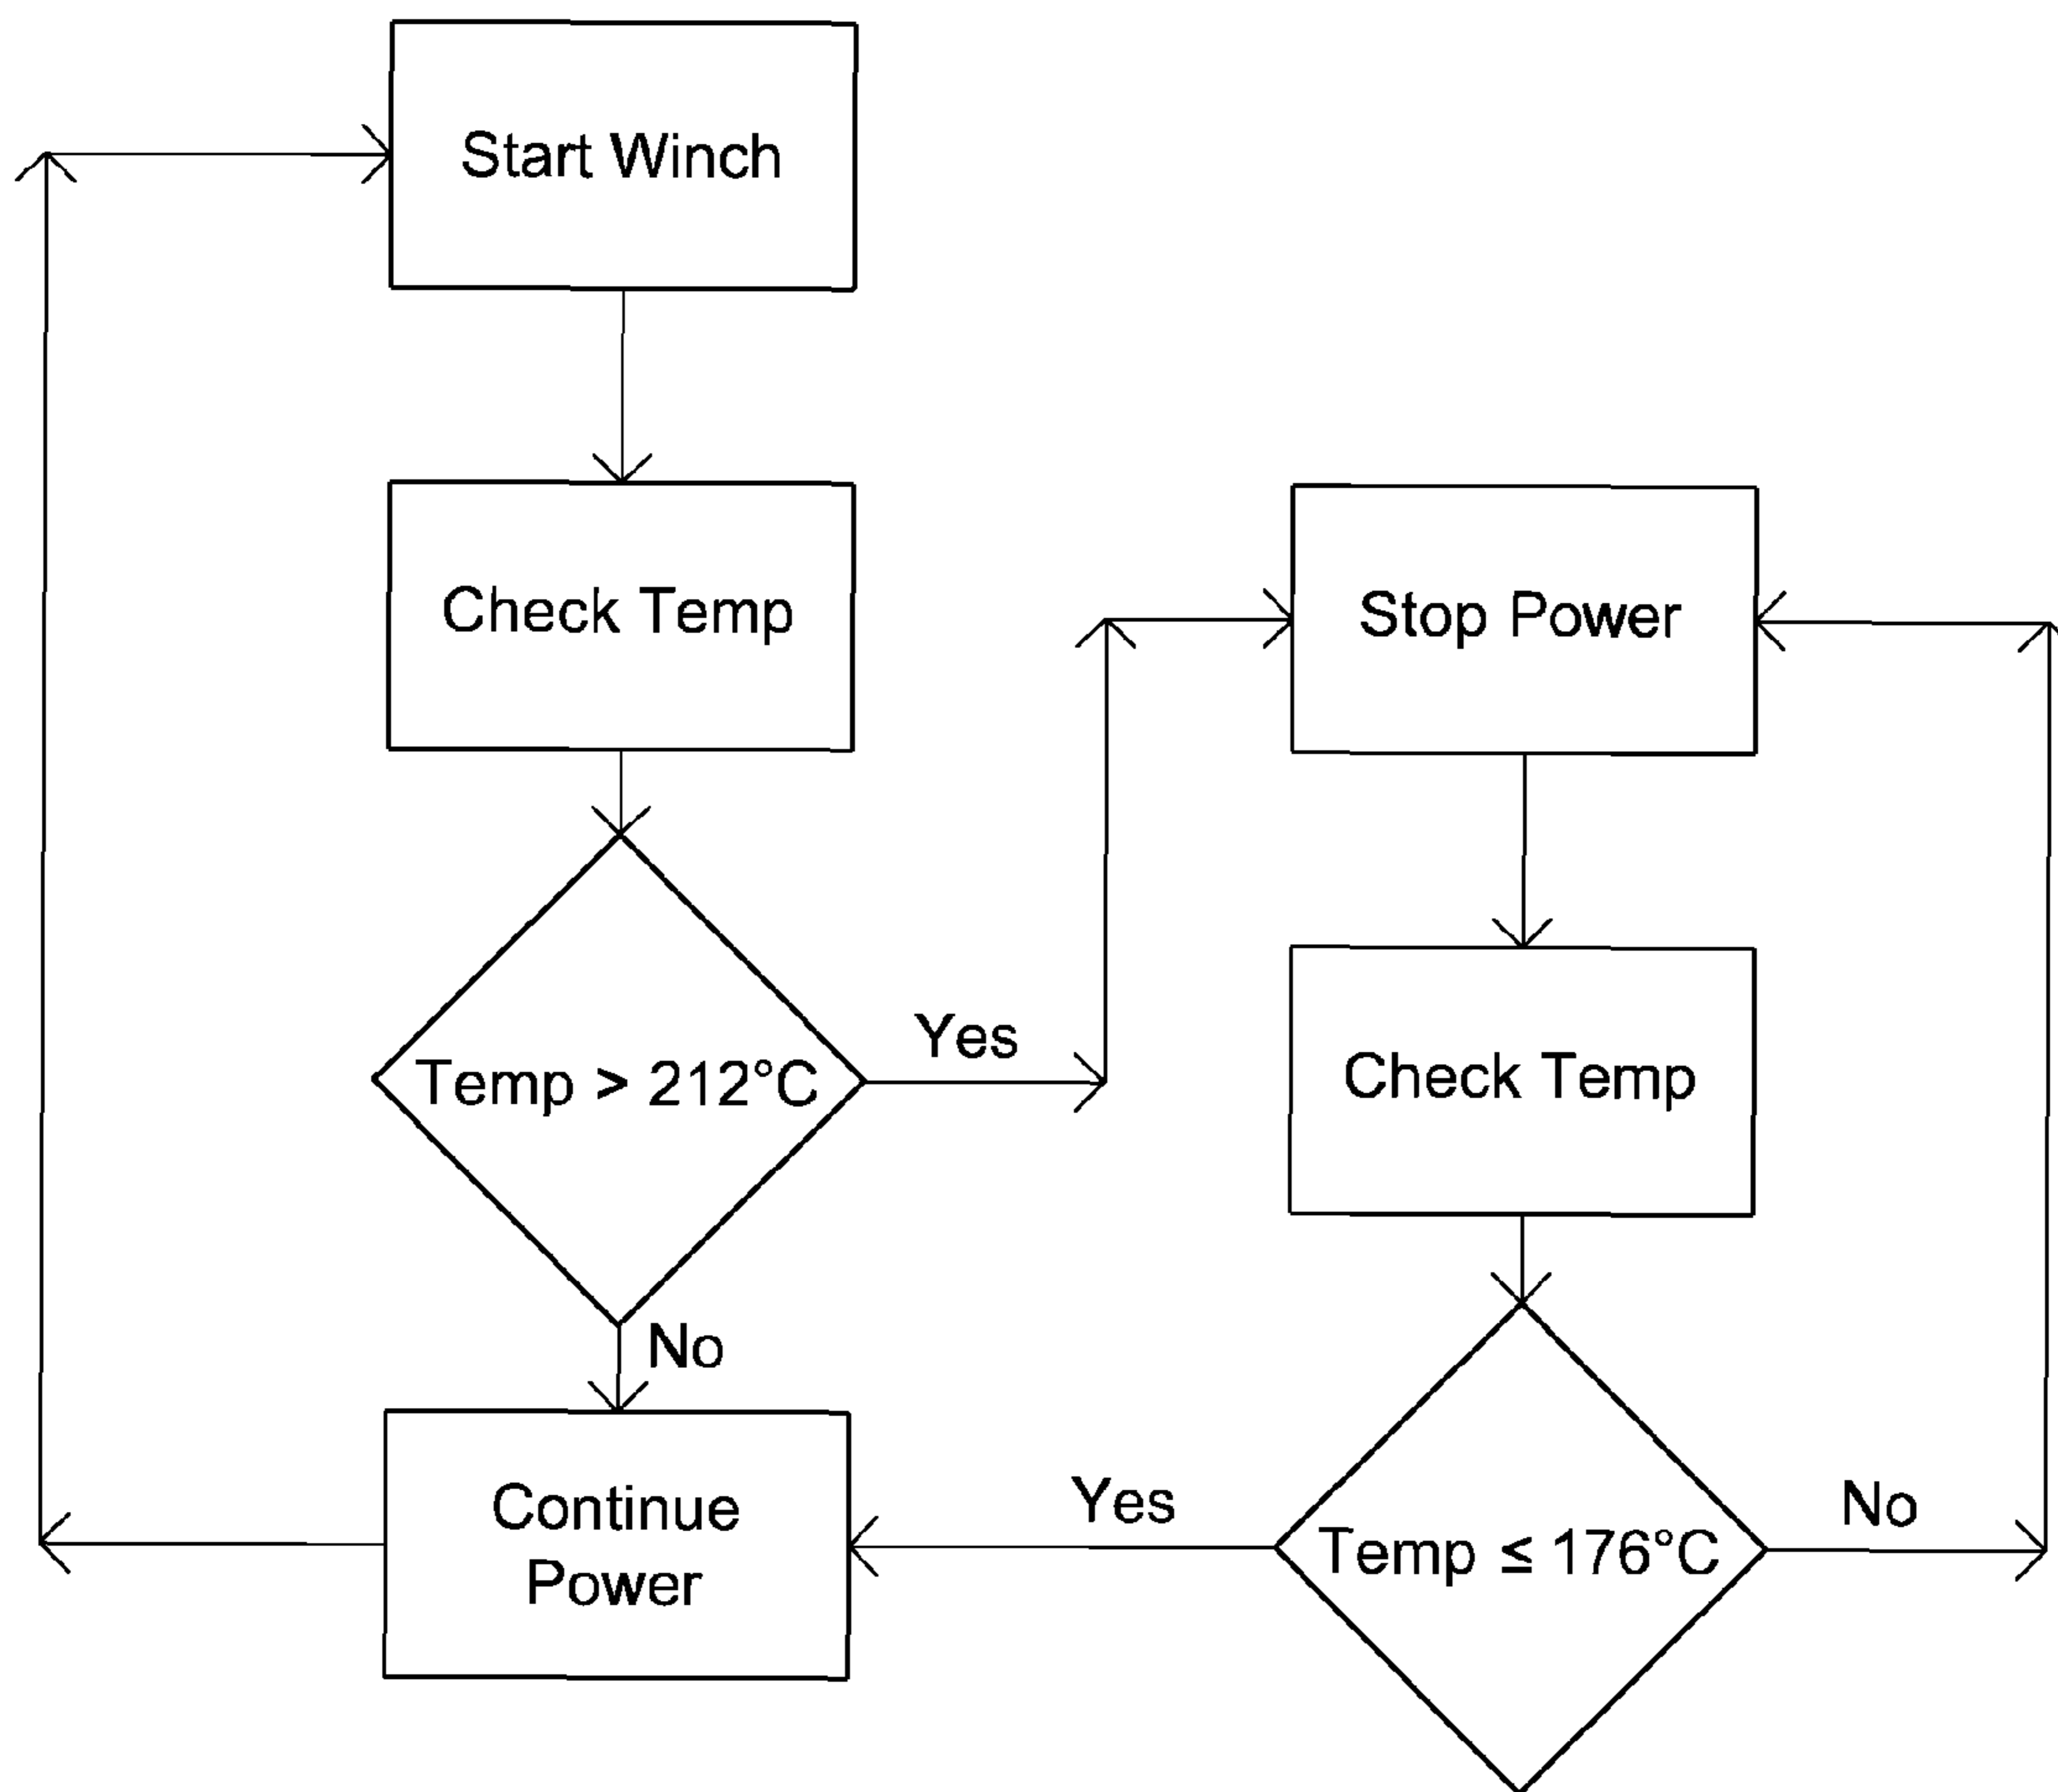 Start Winch
Check Temp
Temp > 212°C
Yes
No
Continue
Power
Stop Power
Check Temp
Temp ≤ 176°C
Yes
No